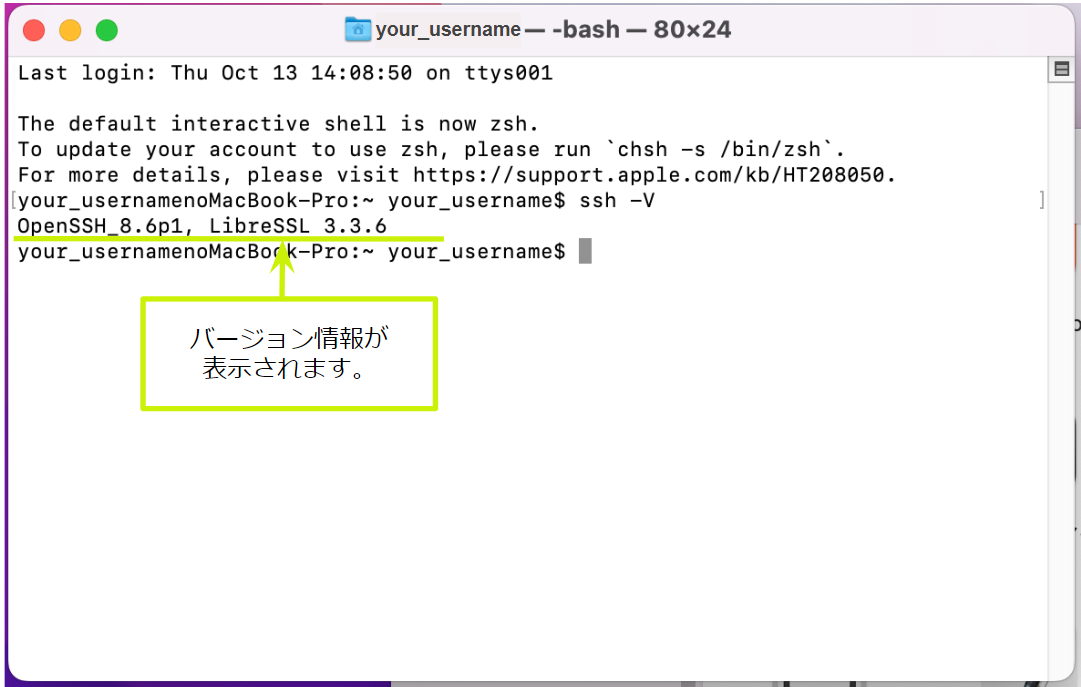 your_username — -bash — 80×24
Last login: Thu Oct 13 14:08:50 on ttys001
The default interactive shell is now zsh.
To update your account to use zsh, please run `chsh -s /bin/zsh`.
For more details, please visit https://support.apple.com/kb/HT208050.
[your_usernamenoMacBook-Pro:~ your_username$ ssh -V ]
OpenSSH_8.6p1, LibreSSL 3.3.6
your_usernamenoMacBook-Pro:~ your_username$
バージョン情報が
表示されます。